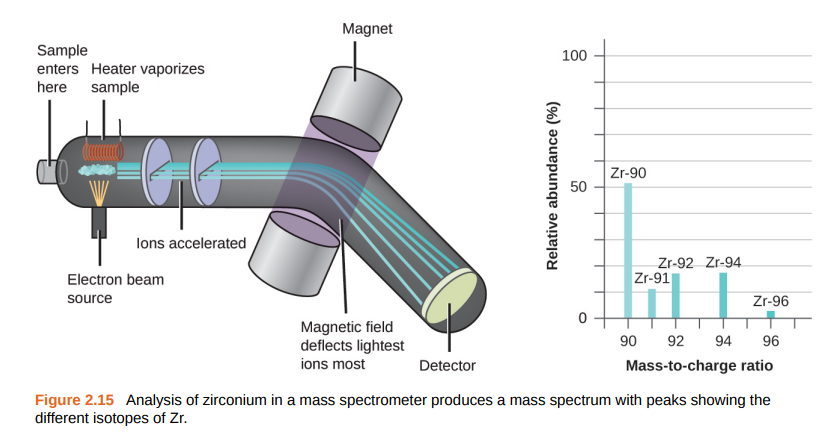 Magnet
Sample
enters
here
Heater vaporizes
sample
Ions accelerated
Electron beam
source
Magnetic field
deflects lightest
ions most
Detector
Relative abundance (%)
100
50
0
Zr-90
Zr-91
Zr-92
Zr-94
Zr-96
90
92
94
96
Mass-to-charge ratio
Figure 2.15 Analysis of zirconium in a mass spectrometer produces a mass spectrum with peaks showing the
different isotopes of Zr.